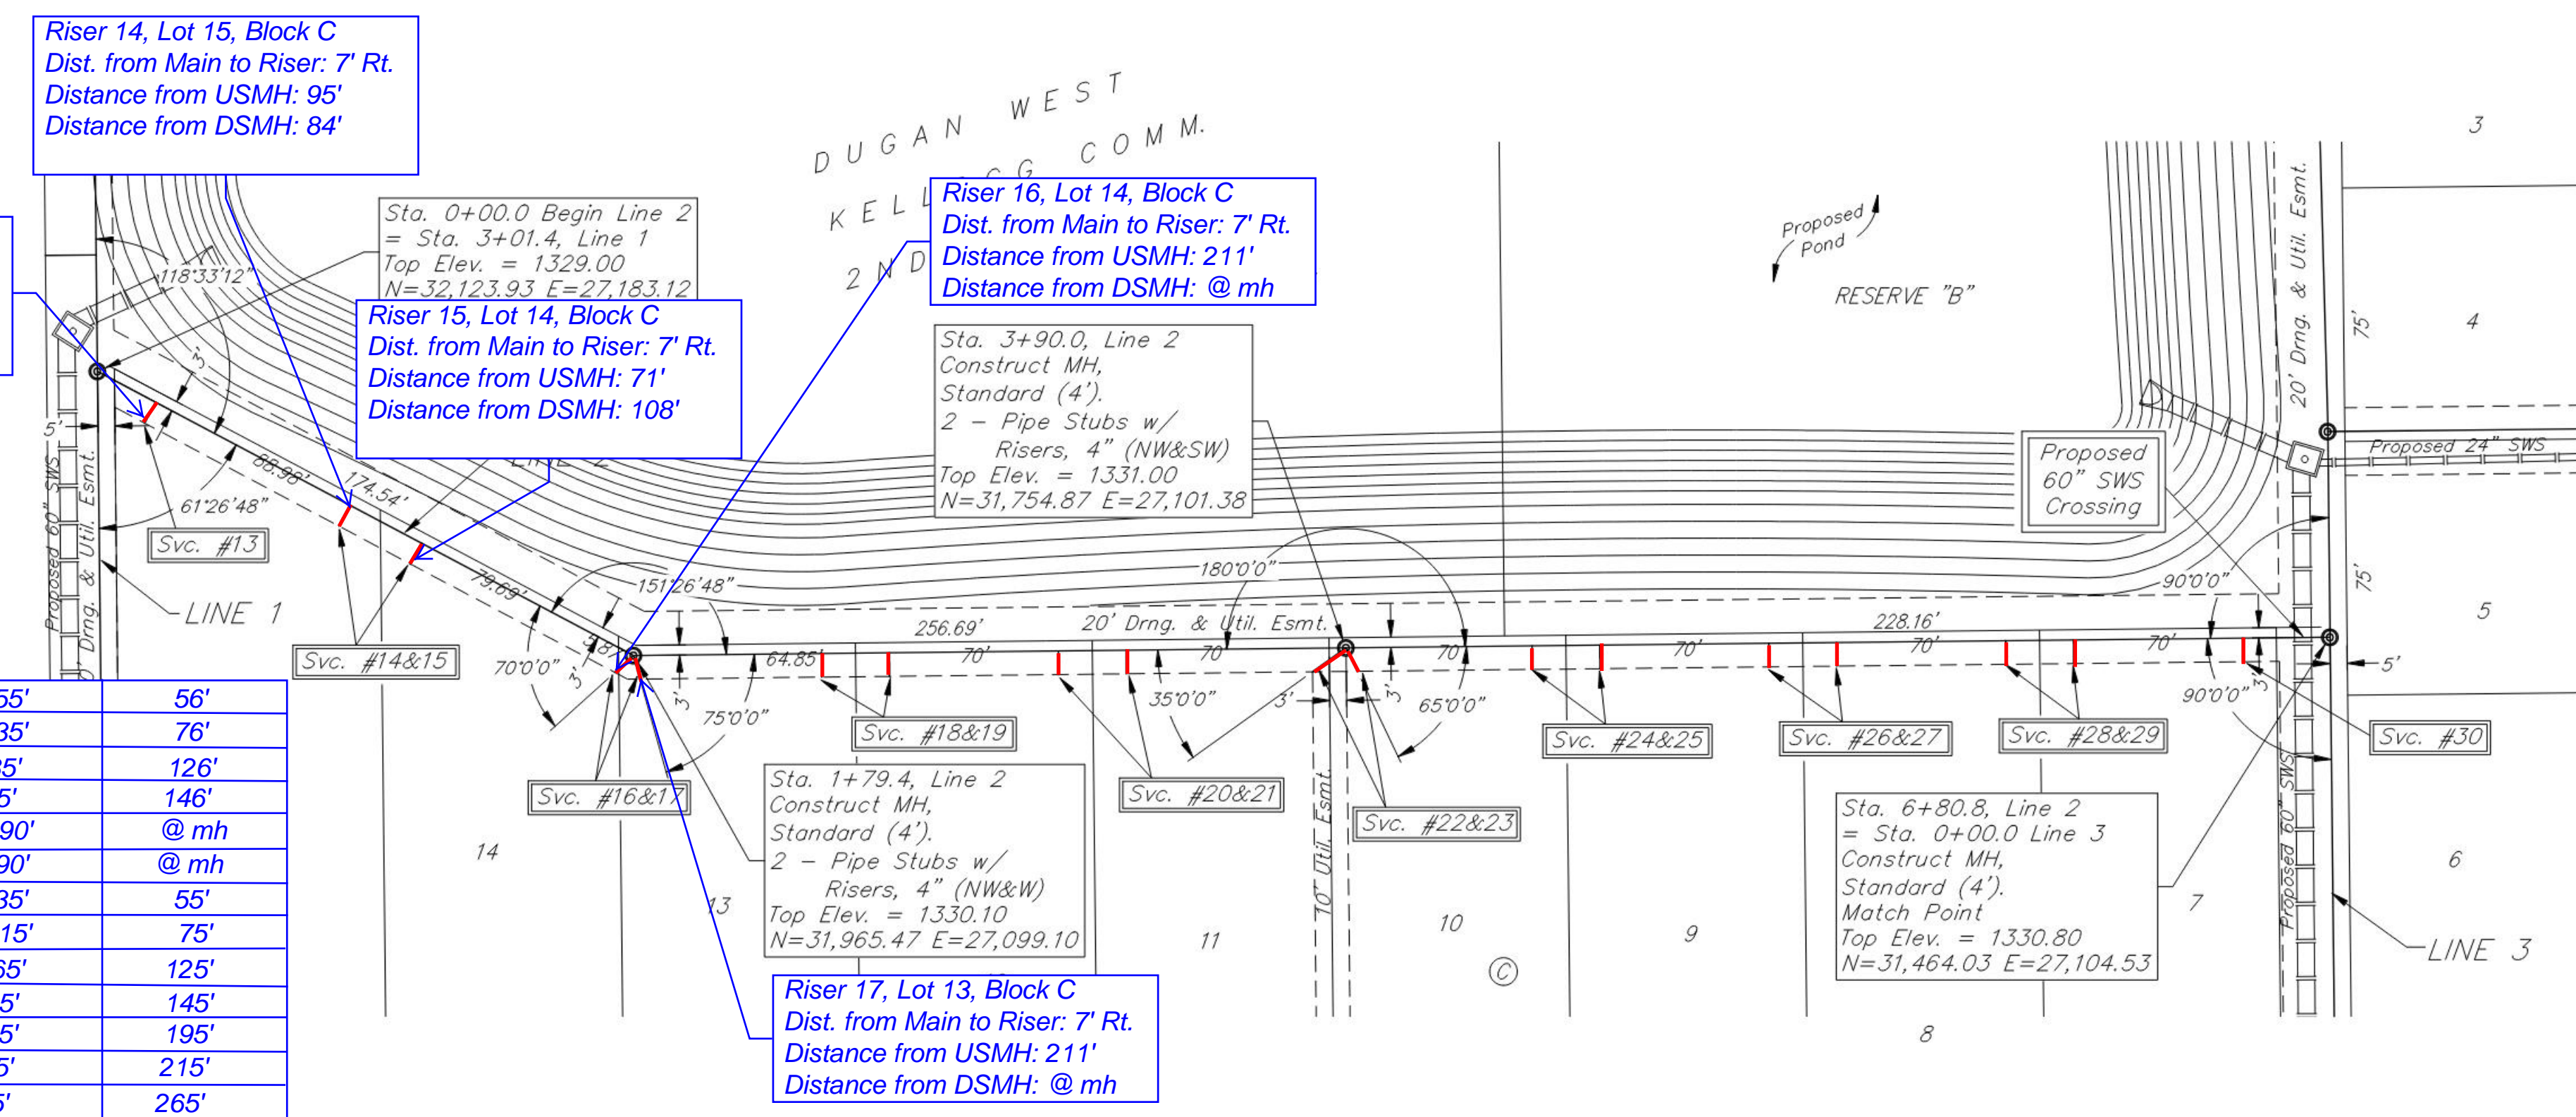 Riser 14, Lot 15, Block C
Dist. from Main to Riser: 7' Rt.
Distance from USMH: 95'
Distance from DSMH: 84'
DUGAN WEST
KELLOGG COMM.
2ND
Riser 16, Lot 14, Block C
Dist. from Main to Riser: 7' Rt.
Distance from USMH: 211'
Distance from DSMH: @ mh
Sta. 0+00.0 Begin Line 2
= Sta. 3+01.4, Line 1
Top Elev. = 1329.00
N=32,123.93 E=27,183.12
Riser 15, Lot 14, Block C
Dist. from Main to Riser: 7' Rt.
Distance from USMH: 71'
Distance from DSMH: 108'
Sta. 3+90.0, Line 2
Construct MH,
Standard (4').
2 - Pipe Stubs w/
Risers, 4" (NW&SW)
Top Elev. = 1331.00
N=31,754.87 E=27,101.38
Proposed
Pond
RESERVE "B"
20' Drng. & Util. Esmt.
3
4
75'
Proposed 24" SWS
Proposed
60" SWS
Crossing
75'
5
118°33'12"
3'
5'
88.98'
174.54'
61°26'48"
Svc. #13
Proposed 60" SWS
Drng. & Util. Esmt.
LINE 1
79.69'
151°26'48"
180°0'0"
90°0'0"
256.69'
20' Drng. & Util. Esmt.
228.16'
Svc. #14&15
70°0'0"
3'
5.87'
3'
64.85'
70'
70'
70'
70'
70'
70'
75°0'0"
35°0'0"
3'
3'
65°0'0"
90°0'0"
3'
5'
Svc. #18&19
Svc. #24&25
Svc. #26&27
Svc. #28&29
Svc. #30
Svc. #16&17
Svc. #20&21
Svc. #22&23
10' Util. Esmt.
Proposed 60" SWS
Sta. 1+79.4, Line 2
Construct MH,
Standard (4').
2 - Pipe Stubs w/
Risers, 4" (NW&W)
Top Elev. = 1330.10
N=31,965.47 E=27,099.10
Sta. 6+80.8, Line 2
= Sta. 0+00.0 Line 3
Construct MH,
Standard (4').
Match Point
Top Elev. = 1330.80
N=31,464.03 E=27,104.53
14
13
11
10
9
8
7
6
C
LINE 3
Riser 17, Lot 13, Block C
Dist. from Main to Riser: 7' Rt.
Distance from USMH: 211'
Distance from DSMH: @ mh
55' 56'
35' 76'
85' 126'
5' 146'
90' @ mh
90' @ mh
35' 55'
15' 75'
65' 125'
5' 145'
5' 195'
5' 215'
5' 265'